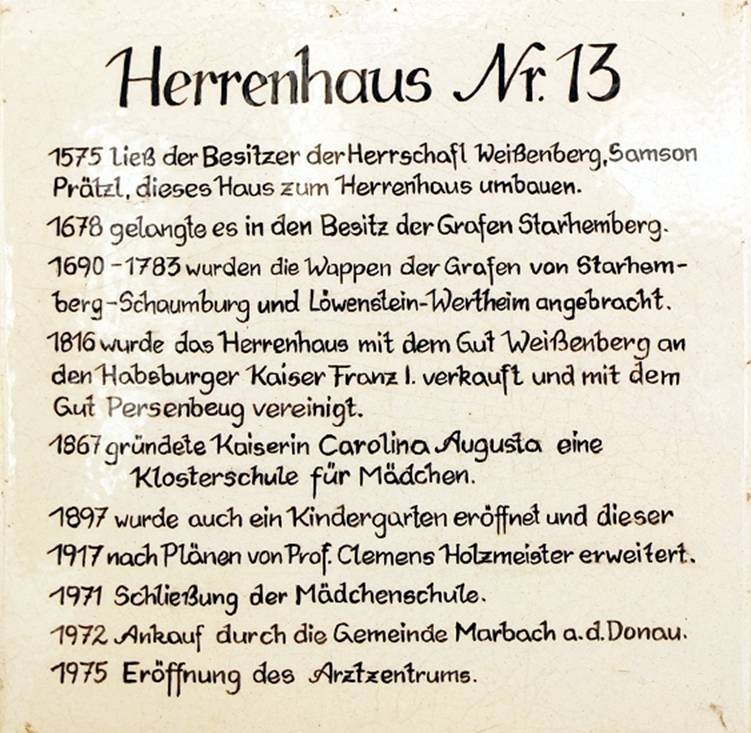 Herrenhaus Nr. 13
1575 ließ der Besitzer der Herrschaft Weißenberg, Samson
Prätzl, dieses Haus zum Herrenhaus umbauen.
1678 gelangte es in den Besitz der Grafen Starhemberg.
1690-1783 wurden die Wappen der Grafen von Starhem-
berg-Schaumburg und Löwenstein-Wertheim angebracht.
1816 wurde das Herrenhaus mit dem Gut Weißenberg an
den Habsburger Kaiser Franz I. verkauft und mit dem
Gut Persenbeug vereinigt.
1867 gründete Kaiserin Carolina Augusta eine
Klosterschule für Mädchen.
1897 wurde auch ein Kindergarten eröffnet und dieser
1917 nach Plänen von Prof. Clemens Holzmeister erweitert.
1971 Schließung der Mädchenschule.
1972 Ankauf durch die Gemeinde Marbach a.d. Donau.
1975 Eröffnung des Arztzentrums.